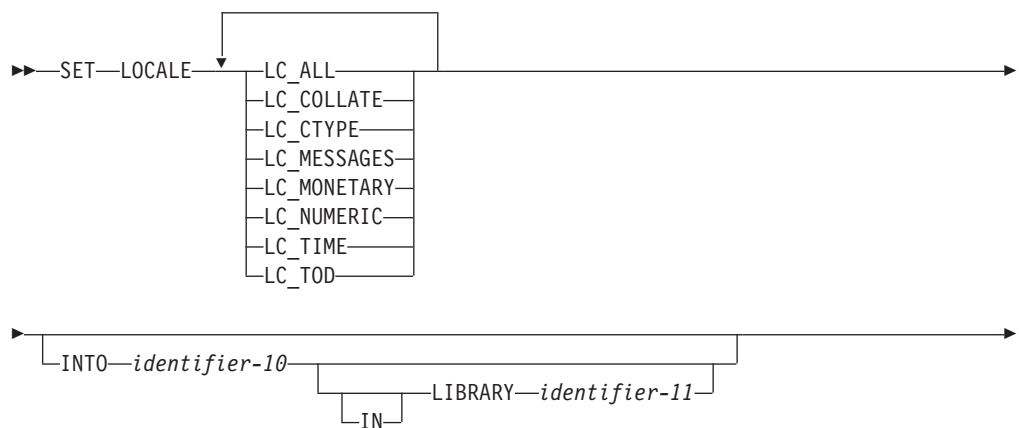 SET LOCALE LC_ALL
LC_COLLATE
LC_CTYPE
LC_MESSAGES
LC_MONETARY
LC_NUMERIC
LC_TIME
LC_TOD
INTO identifier-10
LIBRARY identifier-11
IN